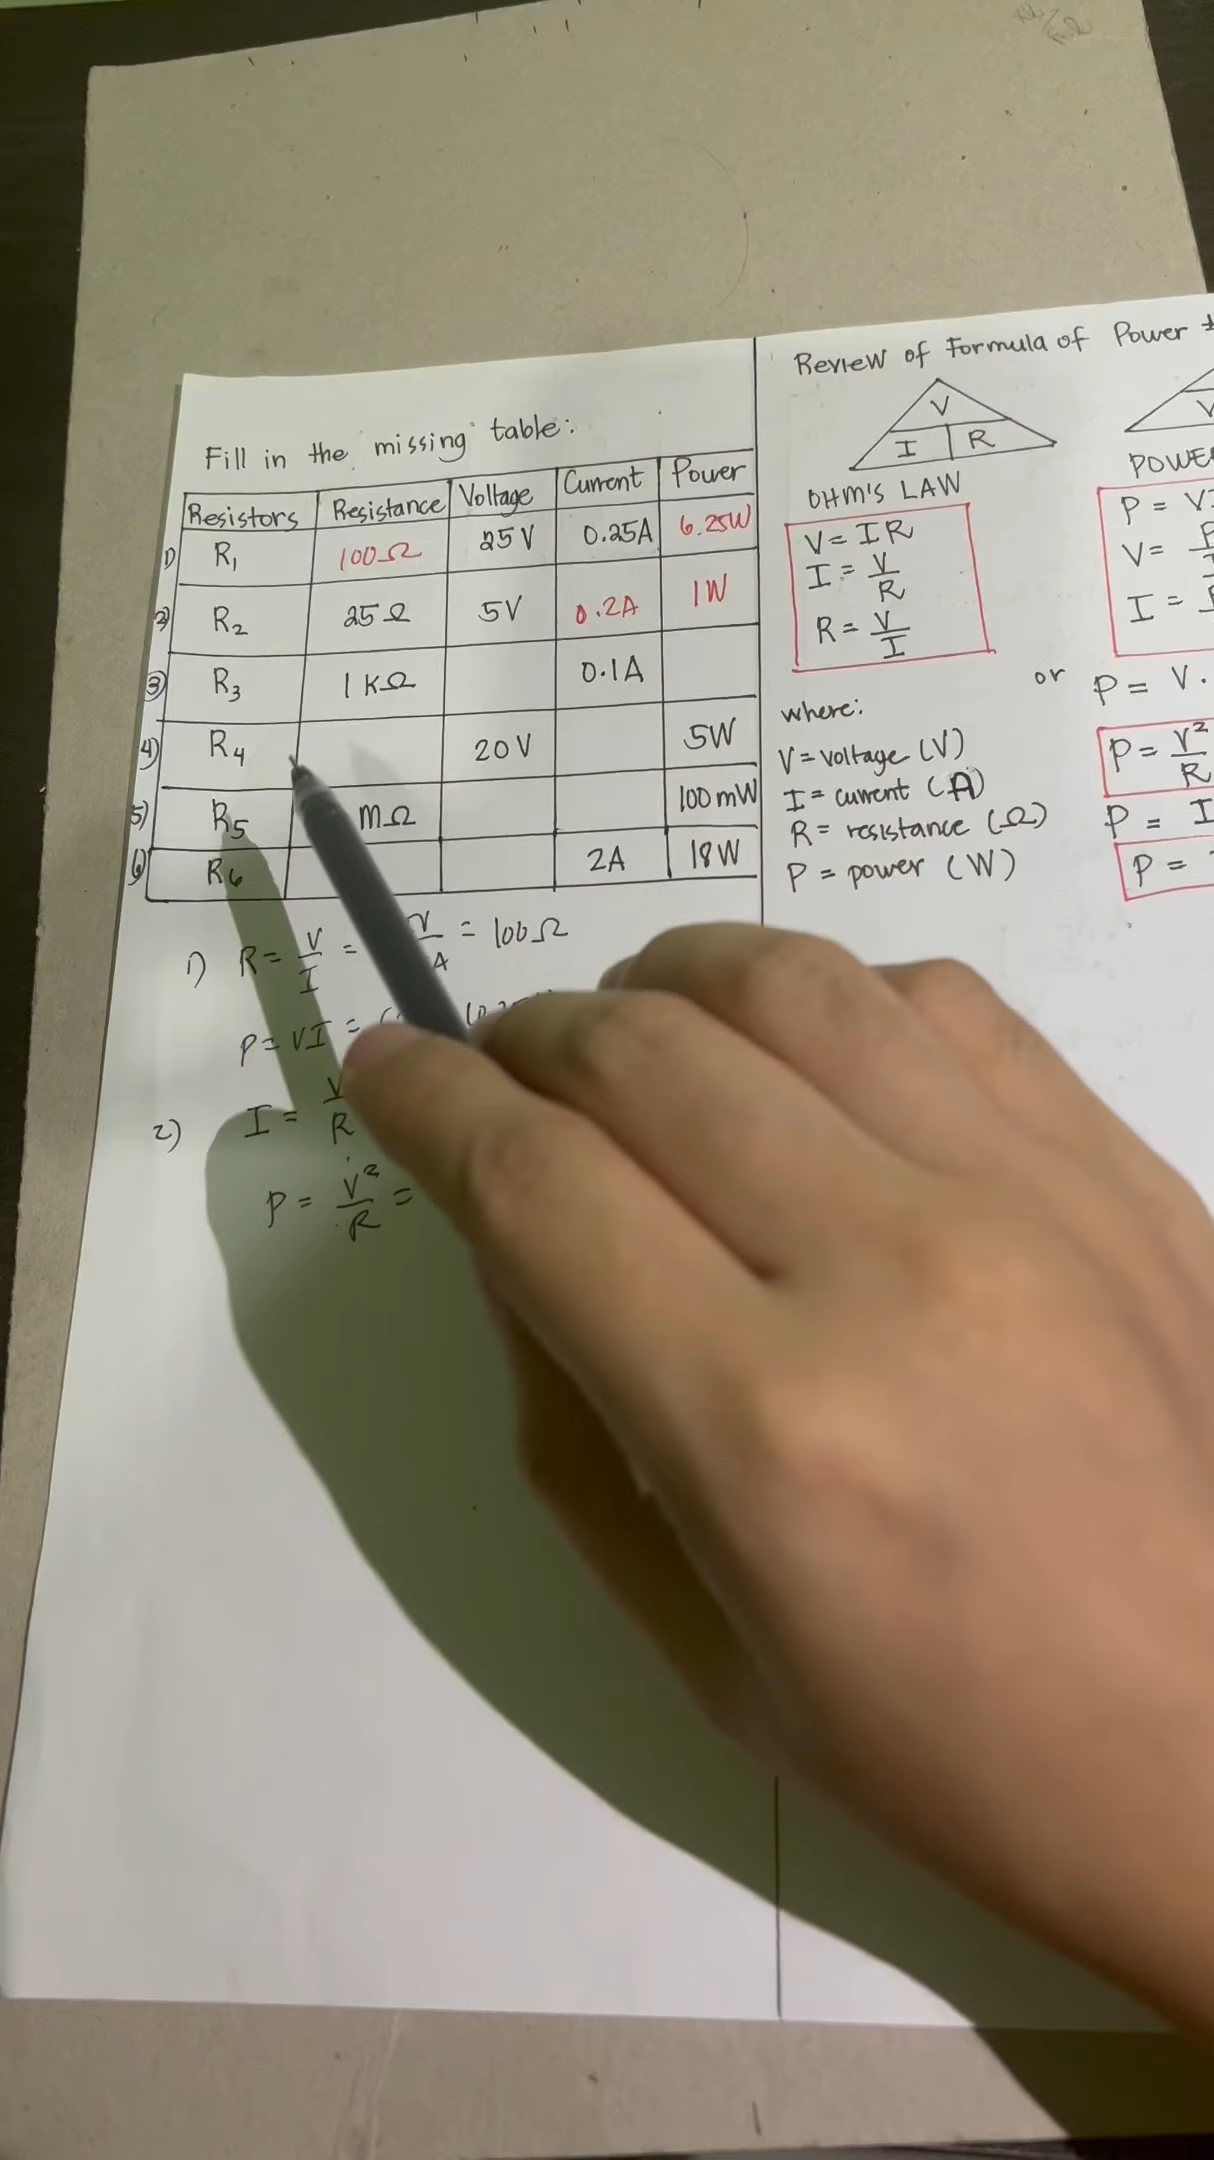 Fill in the missing table:
Resistors Resistance Voltage Current Power
1) R₁ 100Ω 25V 0.25A 6.25W
2) R₂ 25Ω 5V 0.2A 1W
3) R₃ 1KΩ 0.1A
4) R₄ 20V 5W
5) R₅ MΩ 100mW
6) R₆ 2A 18W
1) R = V/I = V/A = 100Ω
P = VI =
2) I = V/R
P = V²/R =
Review of Formula of Power
V
I R
OHM'S LAW
V = IR
I = V/R
R = V/I
where:
V = voltage (V)
I = current (A)
R = resistance (Ω)
P = power (W)
V
POWE
P = V
V = P
I =
or P = V.
P = V²/R
P = I
P =